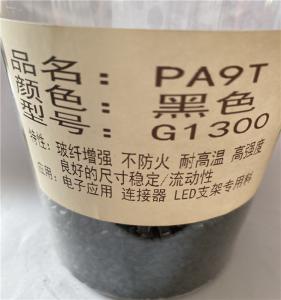 品名：PA9T
颜色：黑色
型号：G1300
特性：玻纤增强 不防火 耐高温 高强度
良好的尺寸稳定/流动性
应用：电子应用 连接器 LED支架专用料